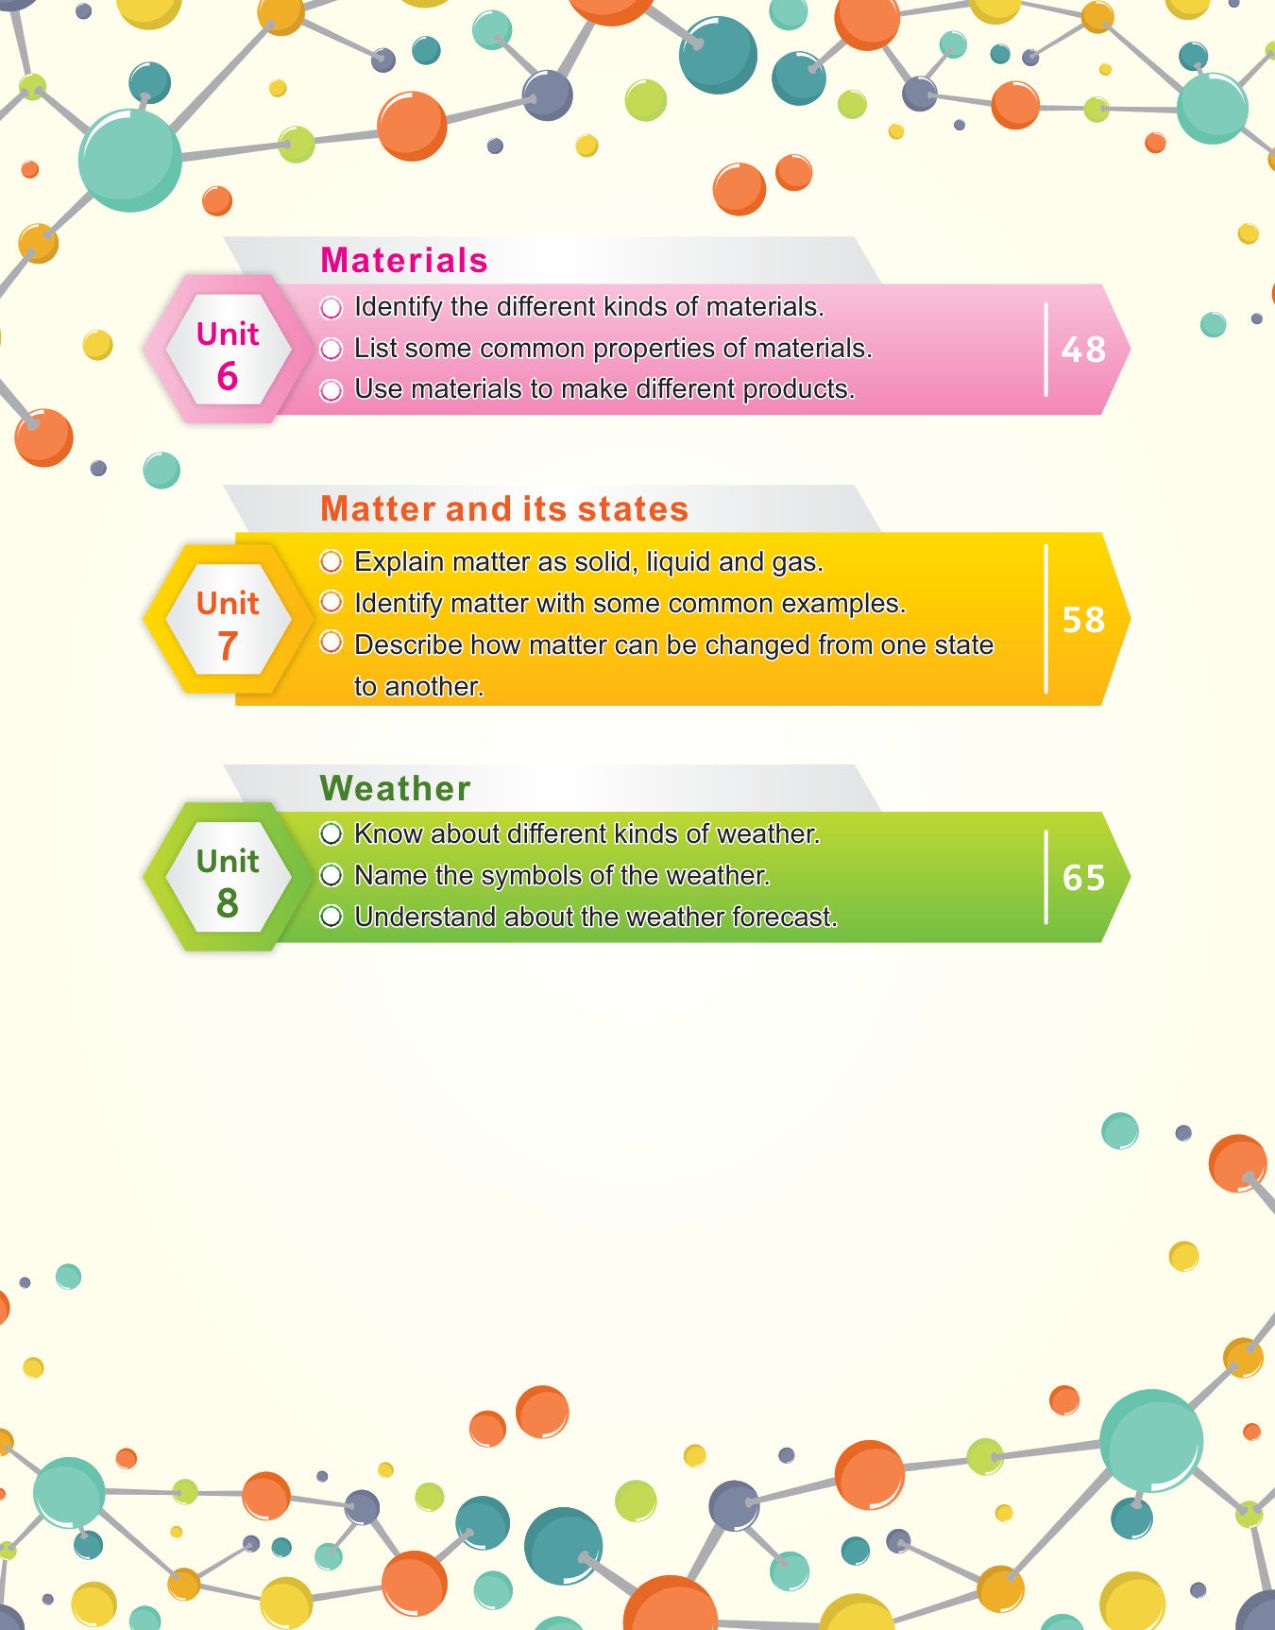 Materials
Unit
6
Identify the different kinds of materials.
List some common properties of materials.
Use materials to make different products.
48
Matter and its states
Unit
7
Explain matter as solid, liquid and gas.
Identify matter with some common examples.
Describe how matter can be changed from one state
to another.
58
Weather
Unit
8
Know about different kinds of weather.
Name the symbols of the weather.
Understand about the weather forecast.
65